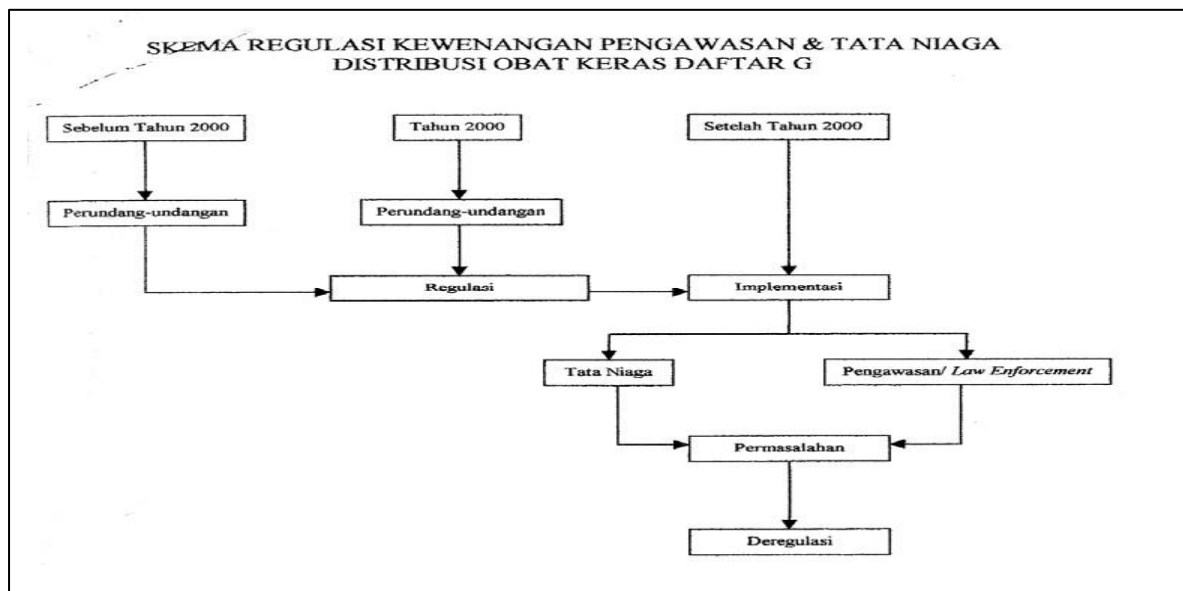 SKEMA REGULASI KEWENANGAN PENGAWASAN & TATA NIAGA
DISTRIBUSI OBAT KERAS DAFTAR G
Sebelum Tahun 2000
Tahun 2000
Setelah Tahun 2000
Perundang-undangan
Perundang-undangan
Regulasi
Implementasi
Tata Niaga
Pengawasan/ Law Enforcement
Permasalahan
Deregulasi